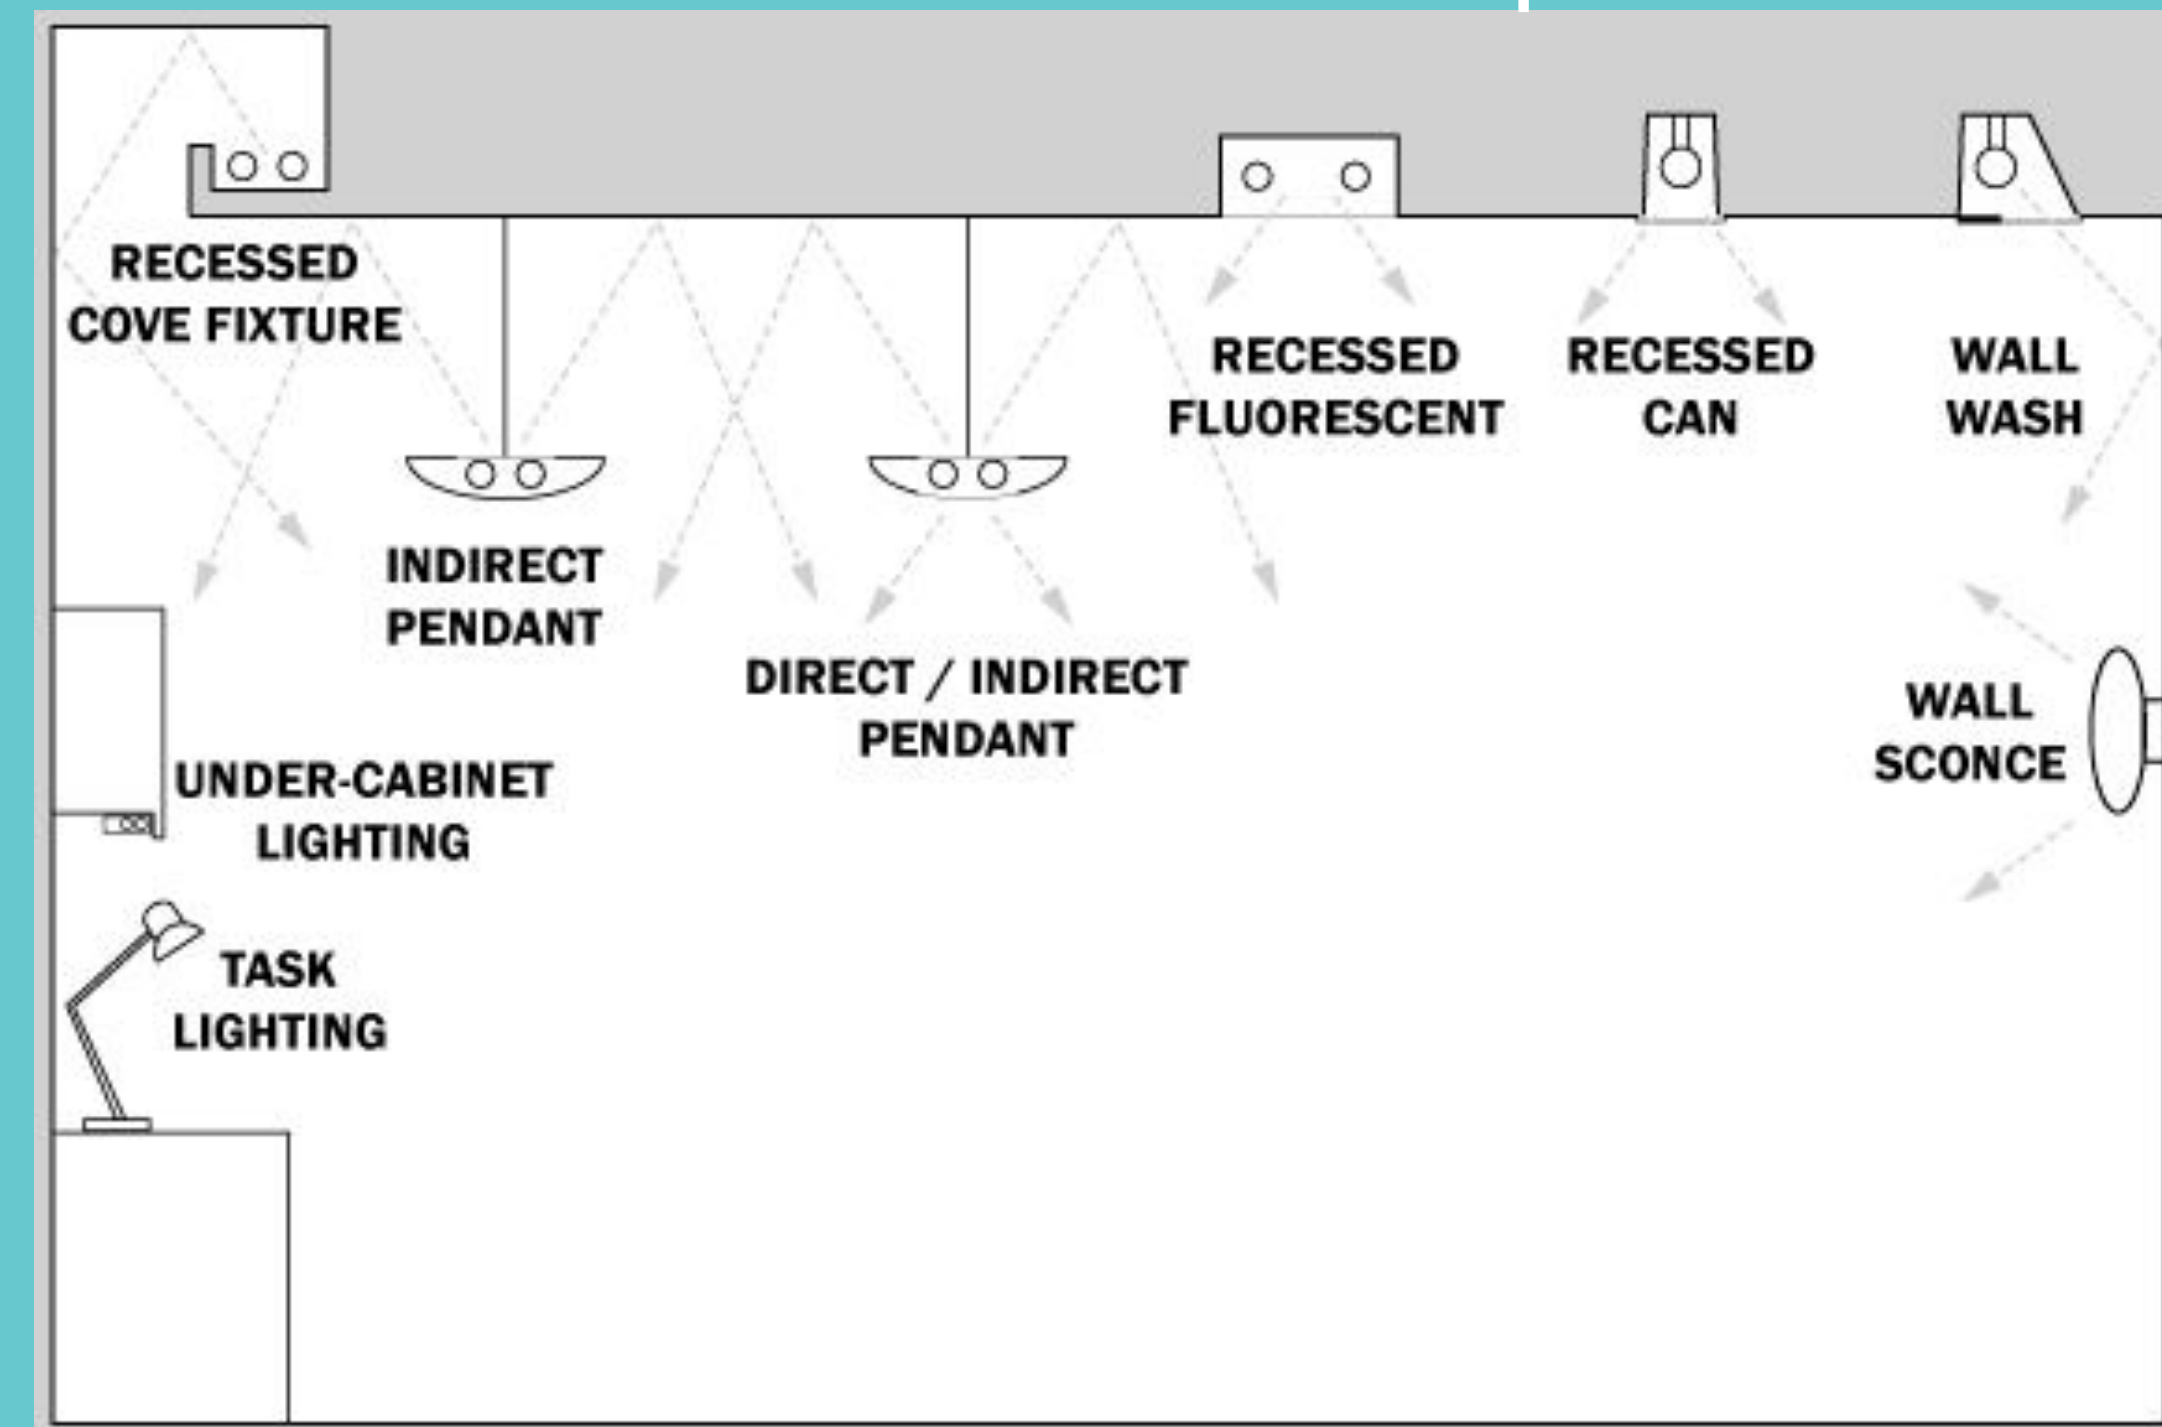 RECESSED
COVE FIXTURE
INDIRECT
PENDANT
DIRECT / INDIRECT
PENDANT
RECESSED
FLUORESCENT
RECESSED
CAN
WALL
WASH
WALL
SCONCE
UNDER-CABINET
LIGHTING
TASK
LIGHTING